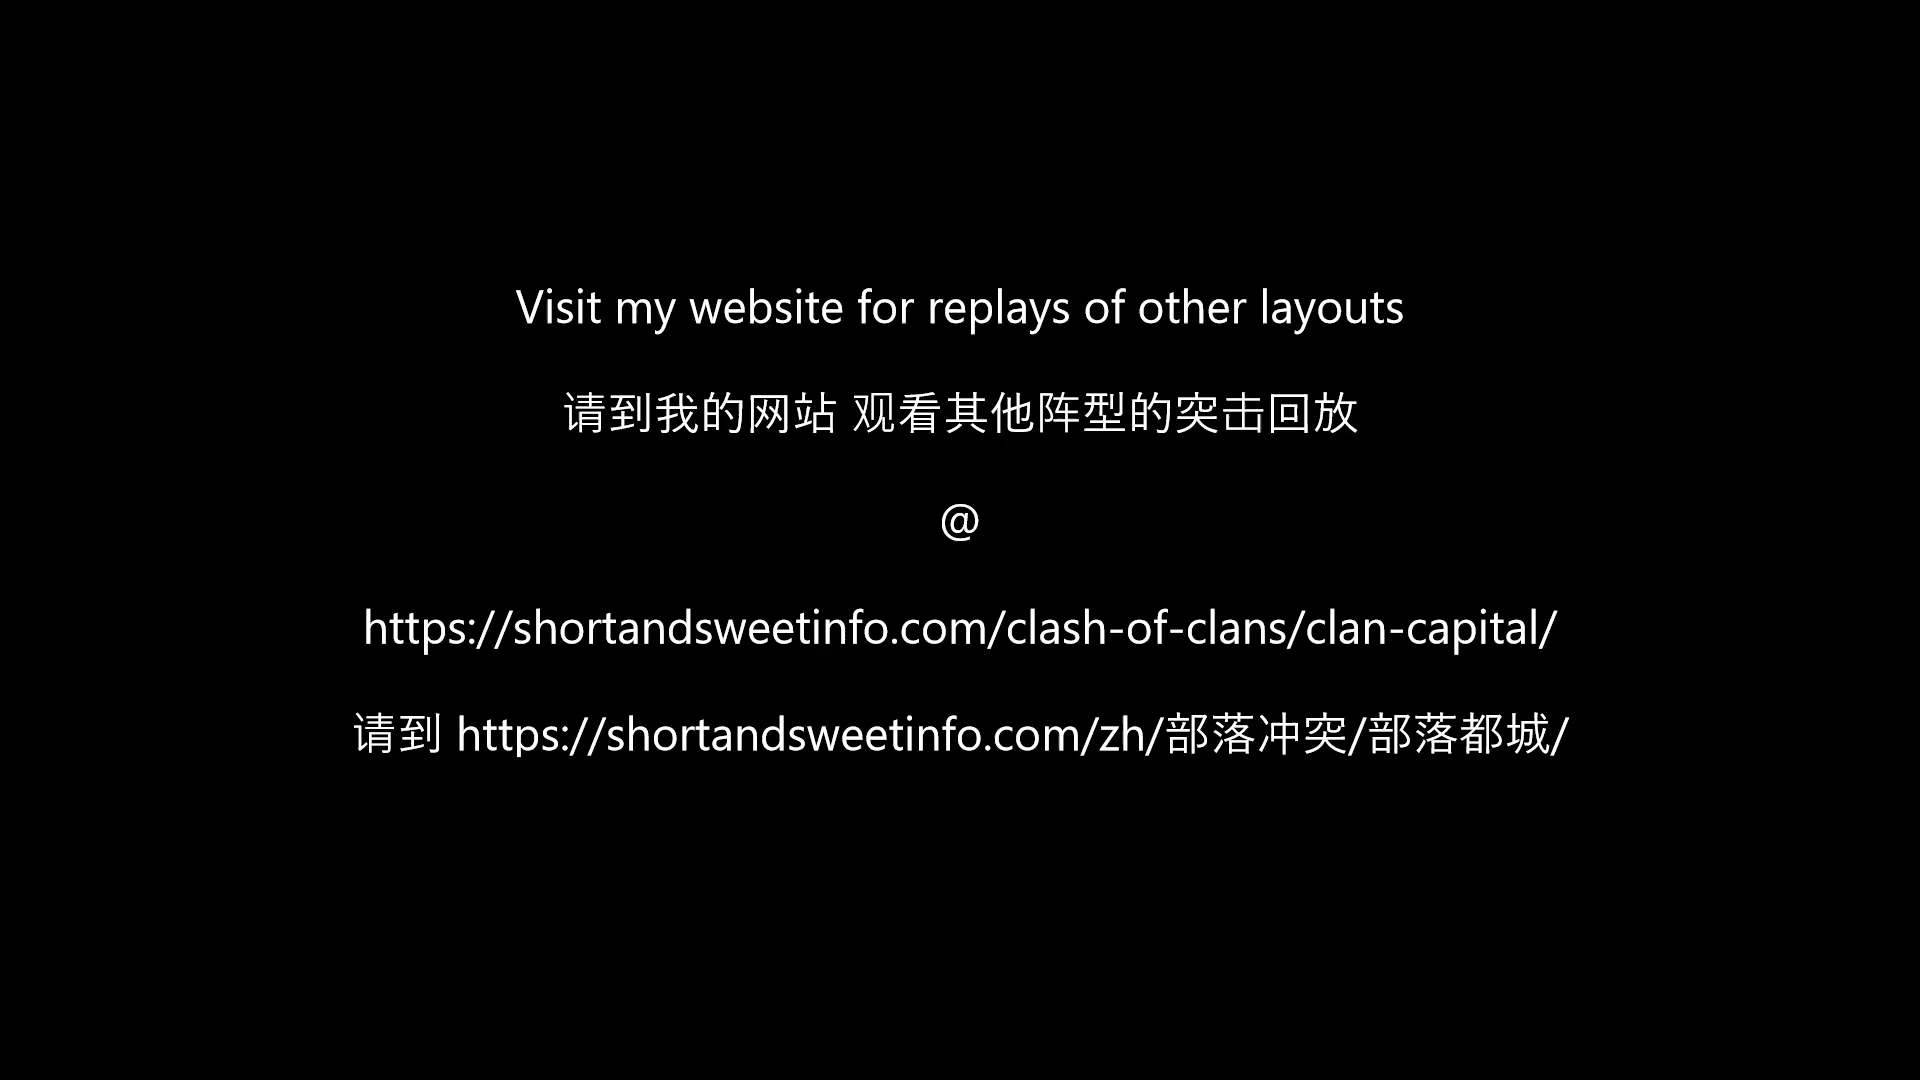 Visit my website for replays of other layouts
请到我的网站 观看其他阵型的突击回放
@
https://shortandsweetinfo.com/clash-of-clans/clan-capital/
请到 https://shortandsweetinfo.com/zh/部落冲突/部落都城/